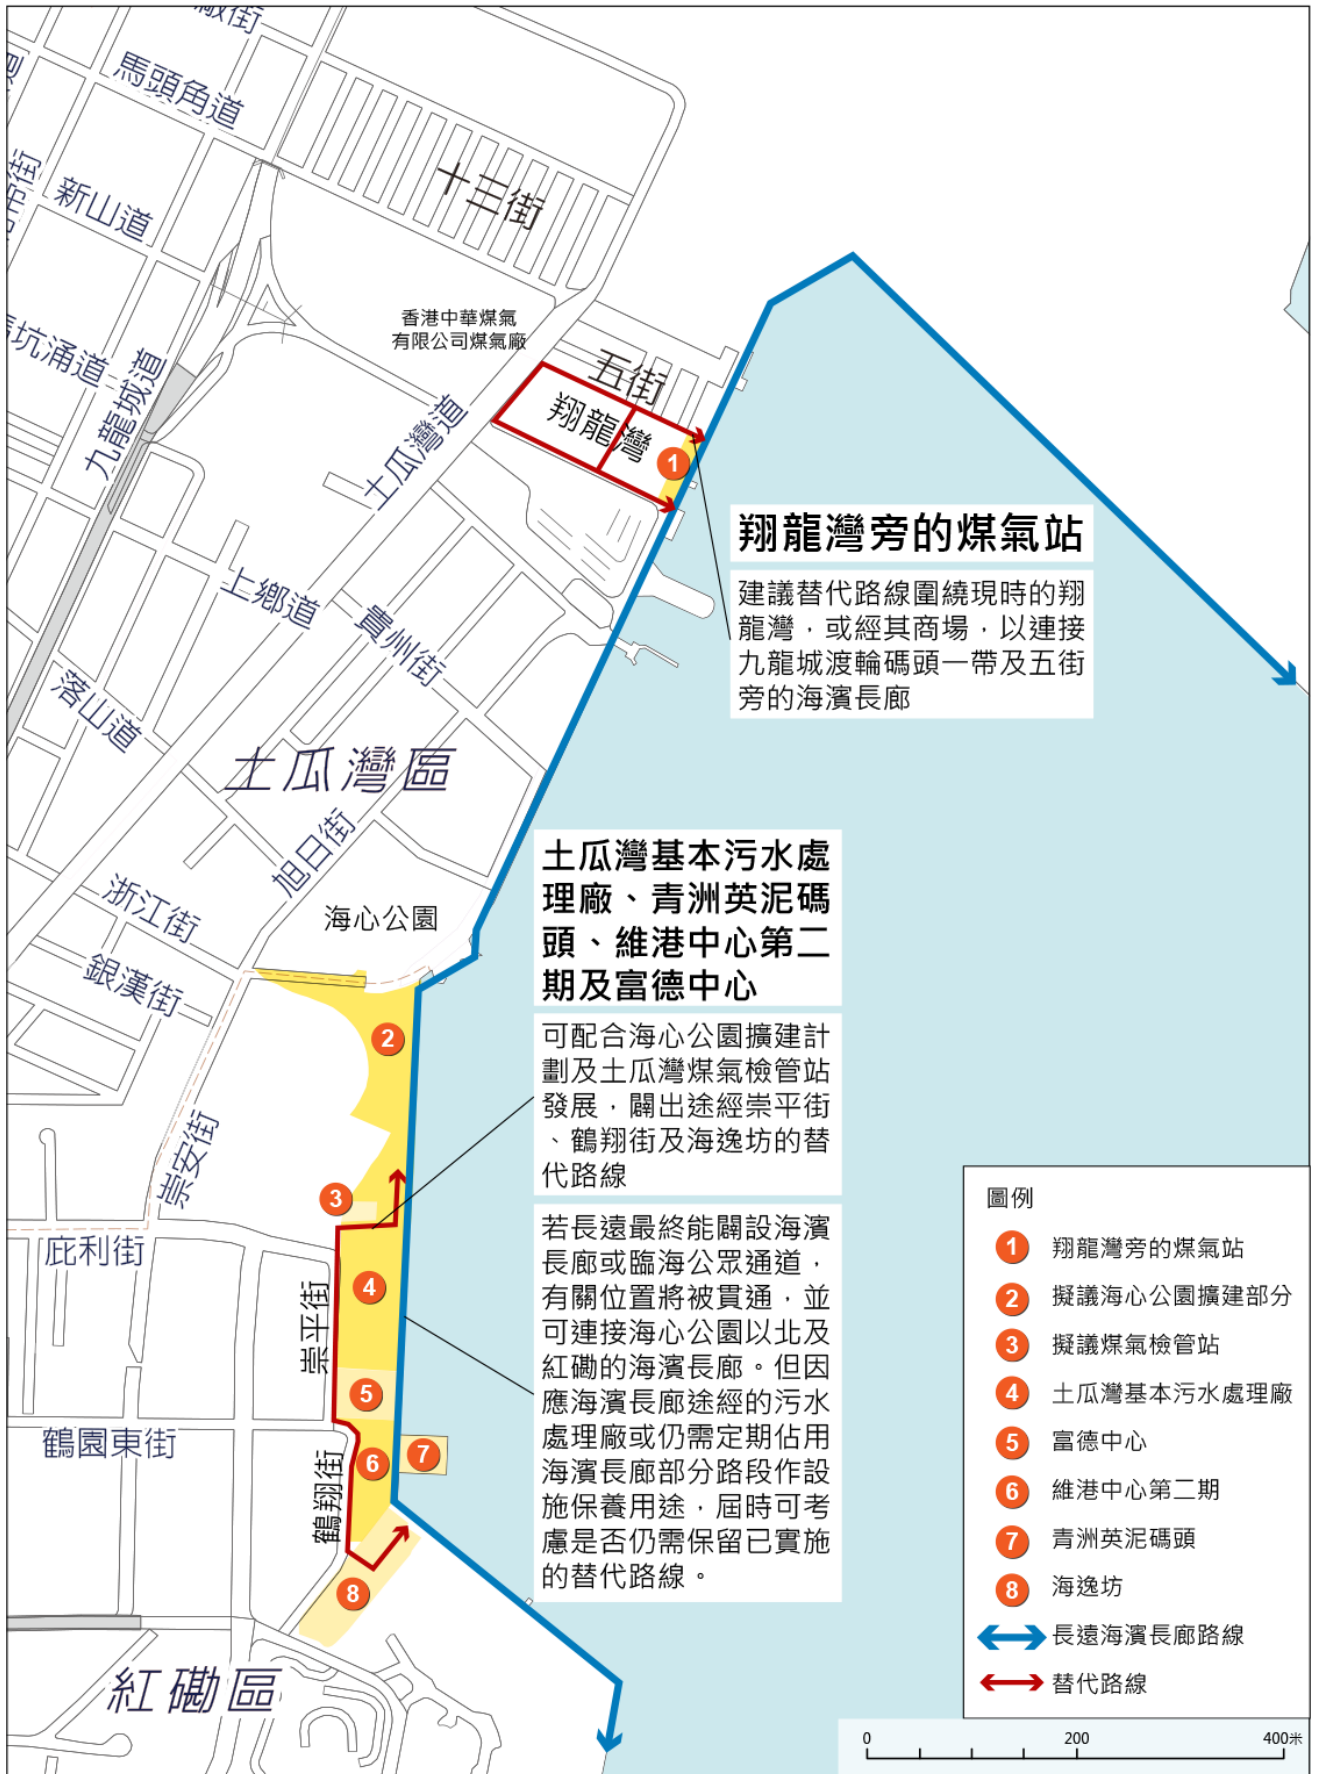 馬頭角道
十三街
新山道
香港中華煤氣
有限公司煤氣廠
五街
翔龍灣
九龍城道
土瓜灣道
1
翔龍灣旁的煤氣站
建議替代路線圍繞現時的翔
龍灣，或經其商場，以連接
九龍城渡輪碼頭一帶及五街
旁的海濱長廊
上鄉道
貴州街
落山道
土瓜灣區
旭日街
浙江街
海心公園
銀漢街
土瓜灣基本污水處
理廠、青洲英泥碼
頭、維港中心第二
期及富德中心
可配合海心公園擴建計
劃及土瓜灣煤氣檢管站
發展，闢出途經崇平街
、鶴翔街及海逸坊的替
代路線
若長遠最終能闢設海濱
長廊或臨海公眾通道，
有關位置將被貫通，並
可連接海心公園以北及
紅磡的海濱長廊。但因
應海濱長廊途經的污水
處理廠或仍需定期佔用
海濱長廊部分路段作設
施保養用途，屆時可考
慮是否仍需保留已實施
的替代路線。
2
崇安街
3
庇利街
4
崇平街
5
鶴園東街
6
7
鶴翔街
8
紅磡區
圖例
1 翔龍灣旁的煤氣站
2 擬議海心公園擴建部分
3 擬議煤氣檢管站
4 土瓜灣基本污水處理廠
5 富德中心
6 維港中心第二期
7 青洲英泥碼頭
8 海逸坊
長遠海濱長廊路線
替代路線
0 200 400米